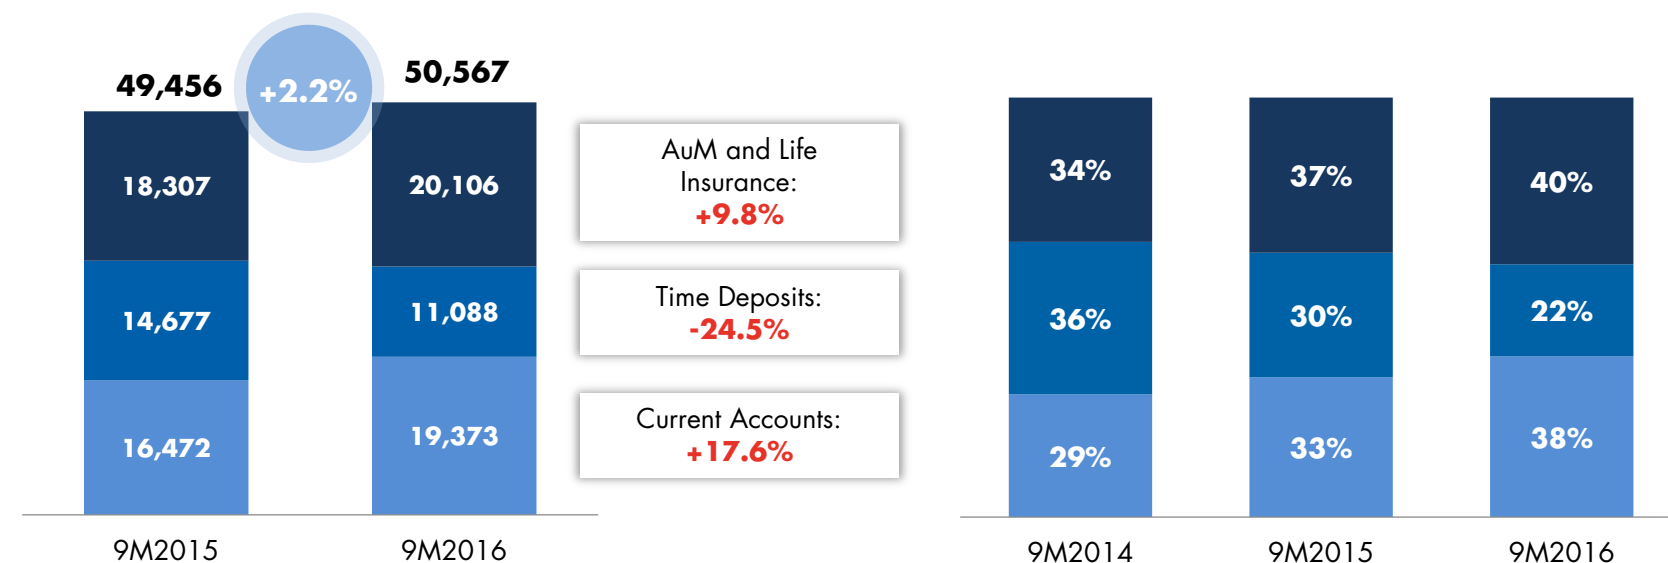 49,456
+2.2%
50,567
18,307
20,106
14,677
11,088
16,472
19,373
9M2015
9M2016
AuM and Life
Insurance:
+9.8%
Time Deposits:
-24.5%
Current Accounts:
+17.6%
34%
37%
40%
36%
30%
22%
29%
33%
38%
9M2014
9M2015
9M2016